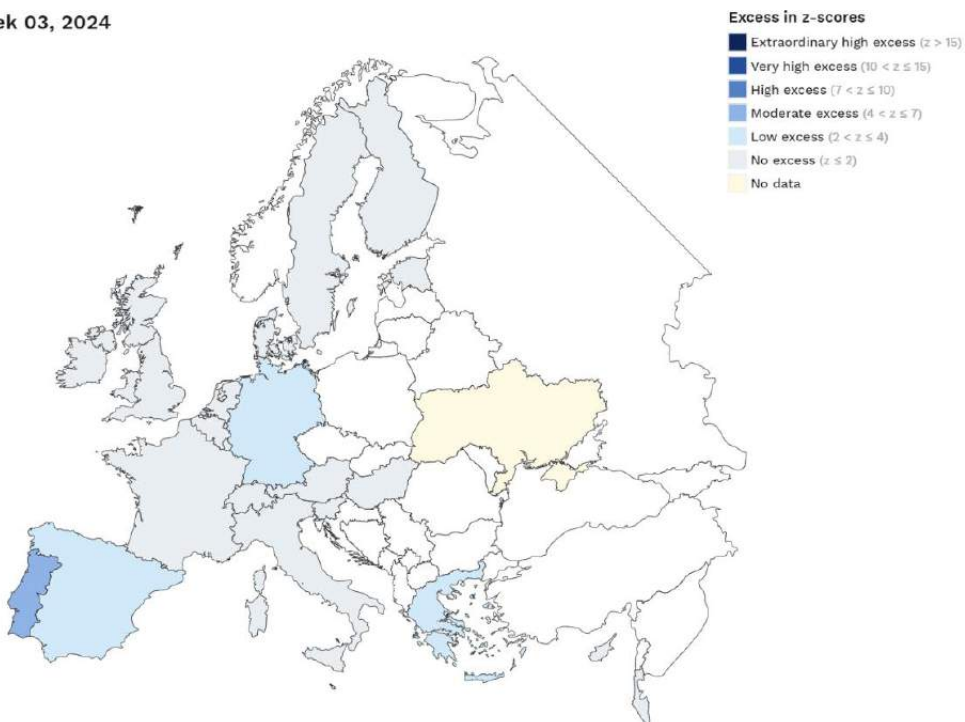 ek 03, 2024
Excess in z-scores
Extraordinary high excess (z > 15)
Very high excess (10 < z ≤ 15)
High excess (7 < z ≤ 10)
Moderate excess (4 < z ≤ 7)
Low excess (2 < z ≤ 4)
No excess (z ≤ 2)
No data